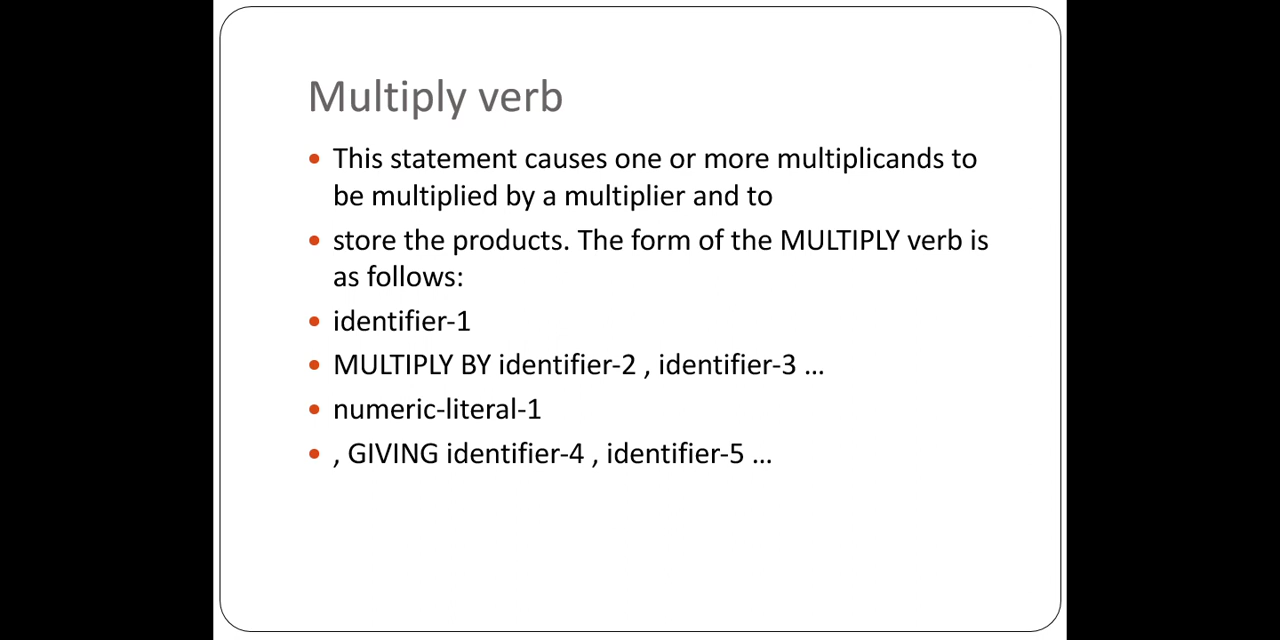 Multiply verb
• This statement causes one or more multiplicands to
be multiplied by a multiplier and to
• store the products. The form of the MULTIPLY verb is
as follows:
• identifier-1
• MULTIPLY BY identifier-2 , identifier-3 ...
• numeric-literal-1
• , GIVING identifier-4 , identifier-5 ...